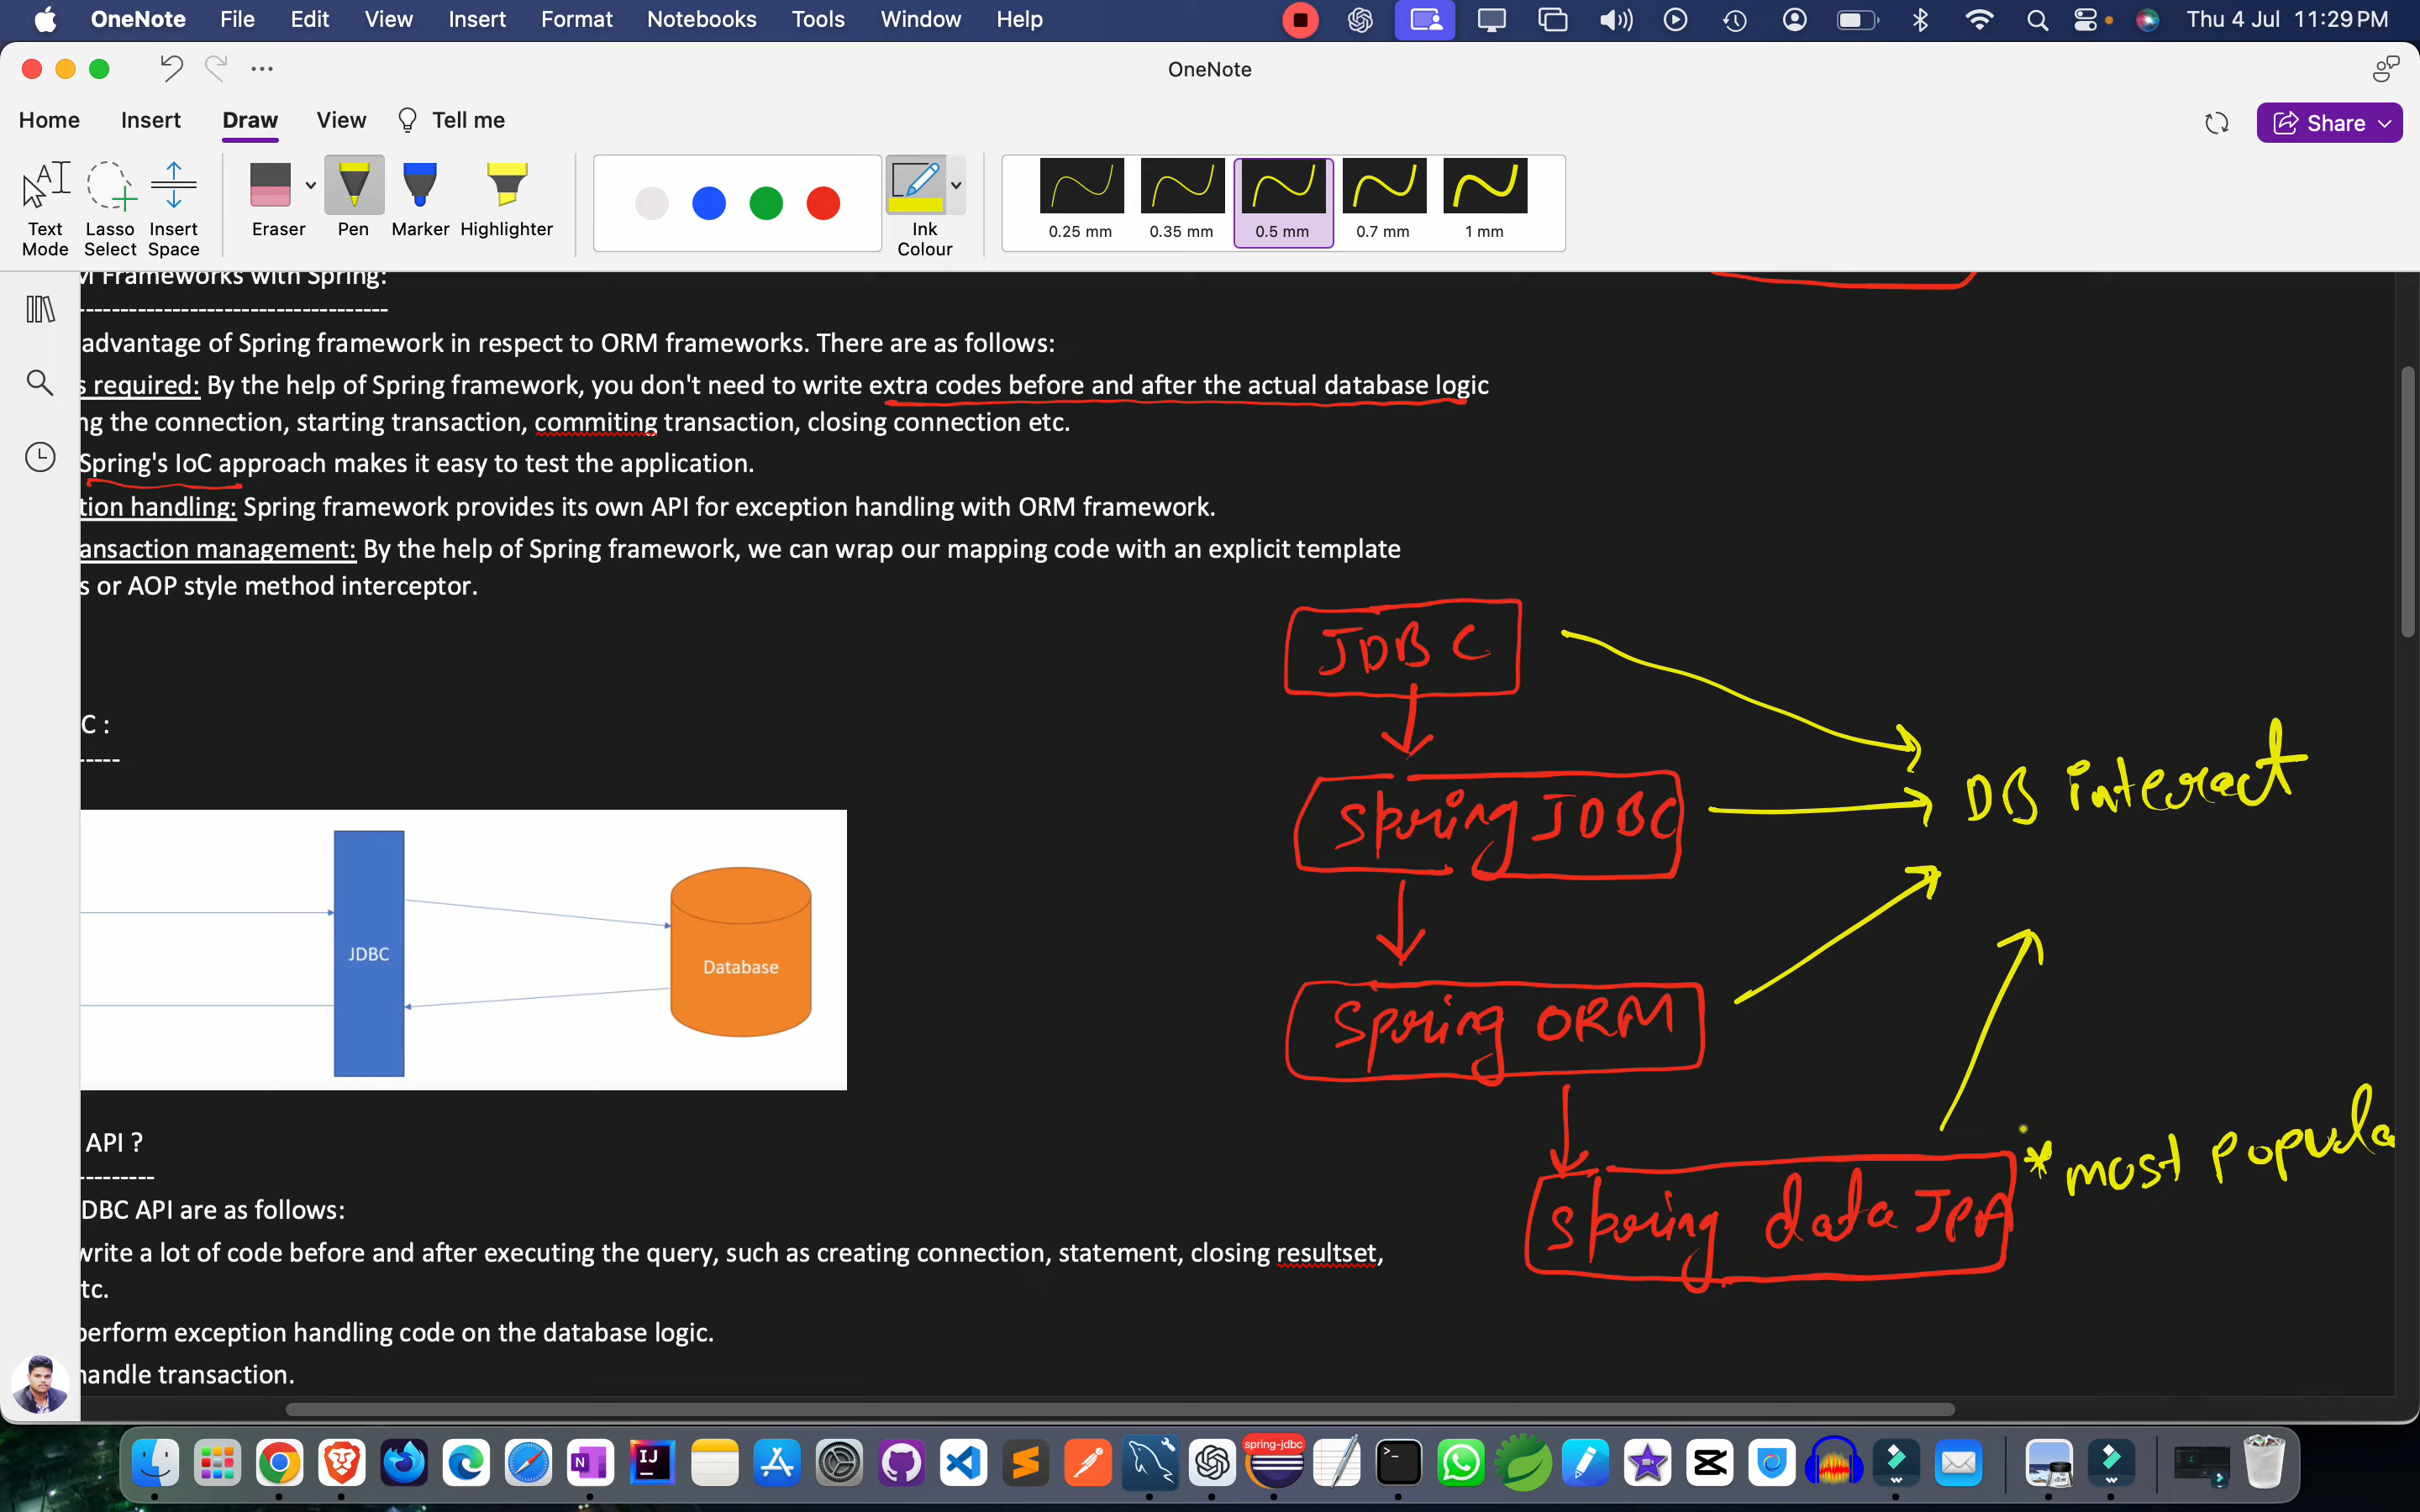 OneNote File Edit View Insert Format Notebooks Tools Window Help Thu 4 Jul 11:29 PM
OneNote
Home Insert Draw View Tell me Share
Text Mode Lasso Select Insert Space Eraser Pen Marker Highlighter Ink Colour 0.25 mm 0.35 mm 0.5 mm 0.7 mm 1 mm
M Frameworks with Spring:
-------------------------------------
advantage of Spring framework in respect to ORM frameworks. There are as follows:
s required: By the help of Spring framework, you don't need to write extra codes before and after the actual database logic
ng the connection, starting transaction, commiting transaction, closing connection etc.
Spring's IoC approach makes it easy to test the application.
tion handling: Spring framework provides its own API for exception handling with ORM framework.
ansaction management: By the help of Spring framework, we can wrap our mapping code with an explicit template
s or AOP style method interceptor.
JDBC
C :
-----
Spring JDBC
DB interact
JDBC
Database
Spring ORM
API ?
---------
* most popula
Spring data JPA
DBC API are as follows:
write a lot of code before and after executing the query, such as creating connection, statement, closing resultset,
tc.
perform exception handling code on the database logic.
handle transaction.
spring-jdbc